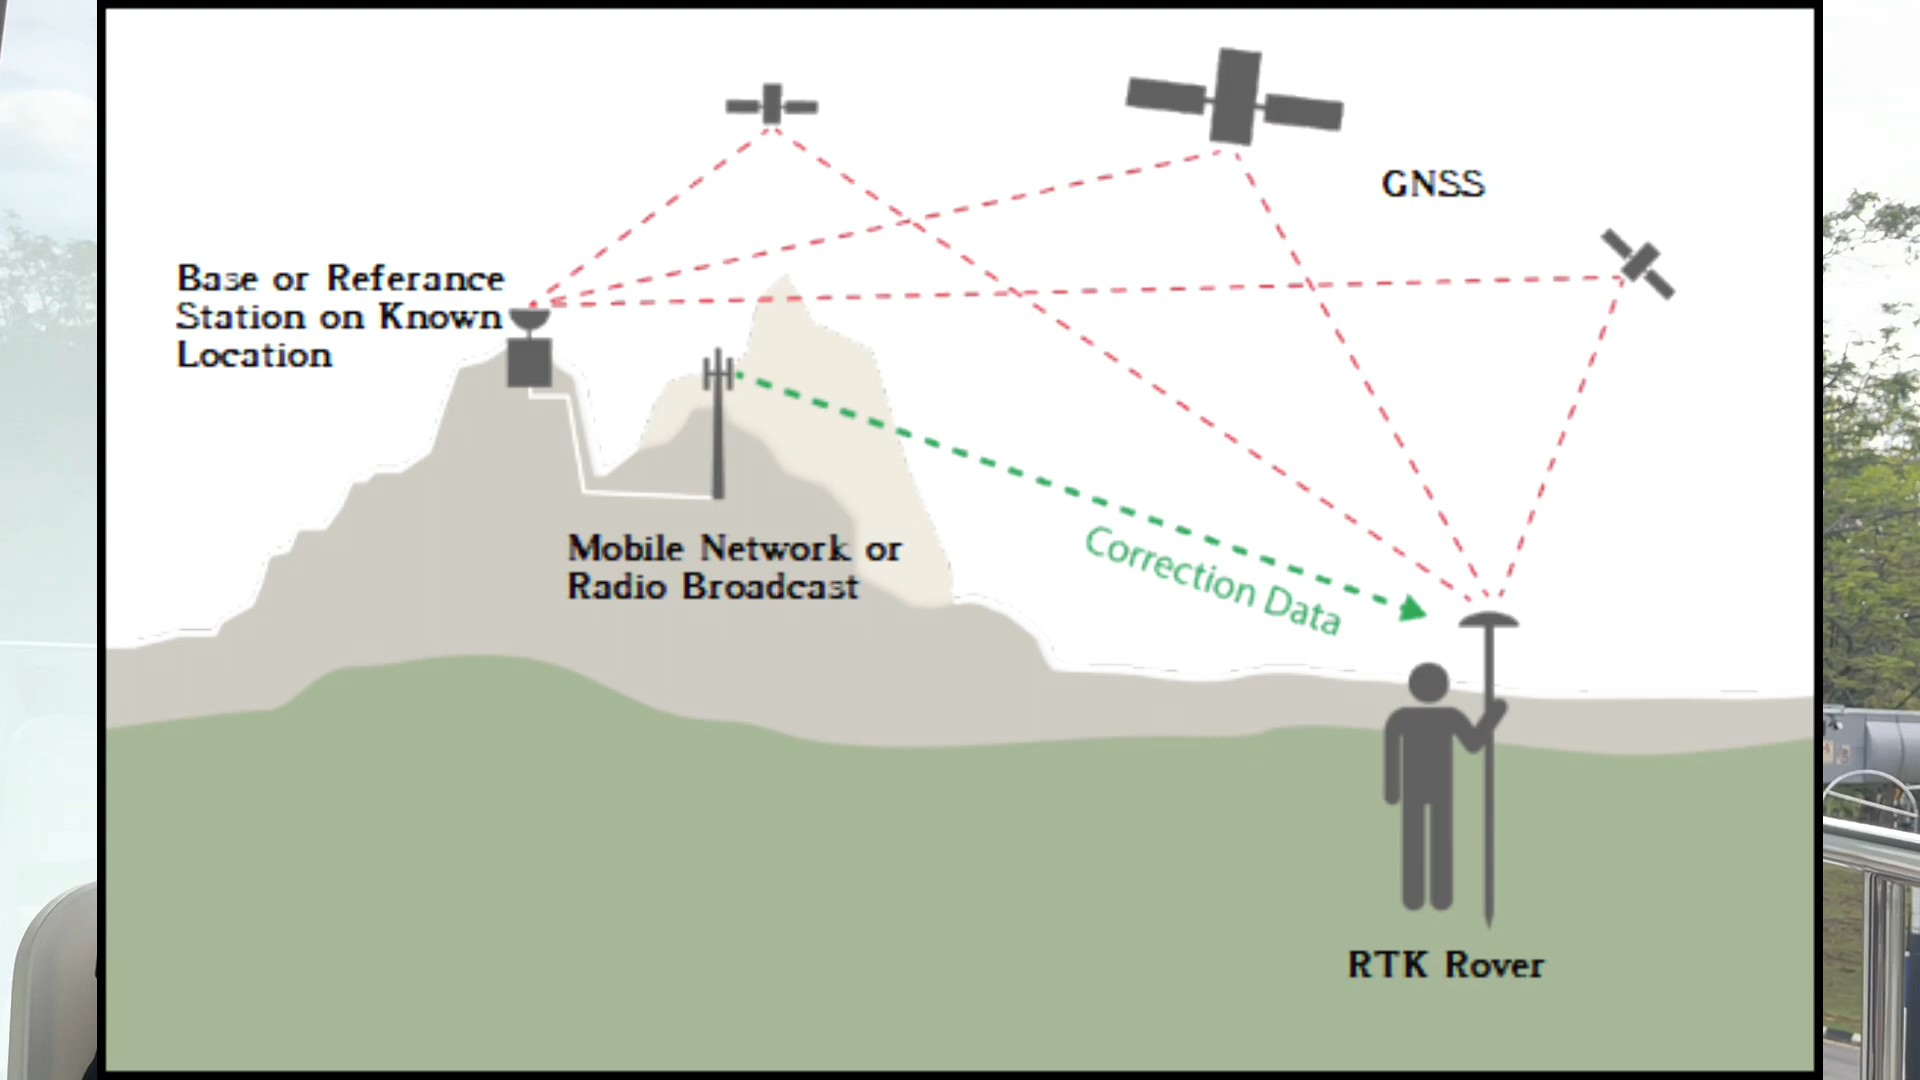 GNSS
Base or Referance
Station on Known
Location
Mobile Network or
Radio Broadcast
Correction Data
RTK Rover